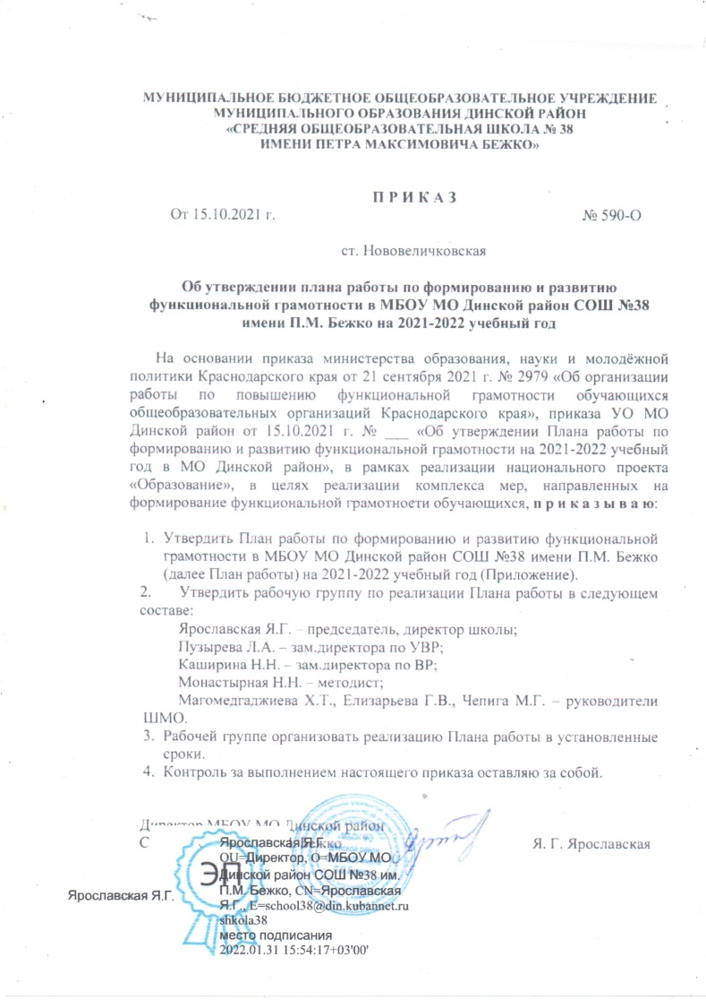 МУНИЦИПАЛЬНОЕ БЮДЖЕТНОЕ ОБЩЕОБРАЗОВАТЕЛЬНОЕ УЧРЕЖДЕНИЕ
МУНИЦИПАЛЬНОГО ОБРАЗОВАНИЯ ДИНСКОЙ РАЙОН
«СРЕДНЯЯ ОБЩЕОБРАЗОВАТЕЛЬНАЯ ШКОЛА № 38
ИМЕНИ ПЕТРА МАКСИМОВИЧА БЕЖКО»
П Р И К А З
От 15.10.2021 г. № 590-О
ст. Нововеличковская
Об утверждении плана работы по формированию и развитию
функциональной грамотности в МБОУ МО Динской район СОШ №38
имени П.М. Бежко на 2021-2022 учебный год
На основании приказа министерства образования, науки и молодёжной
политики Краснодарского края от 21 сентября 2021 г. № 2979 «Об организации
работы по повышению функциональной грамотности обучающихся
общеобразовательных организаций Краснодарского края», приказа УО МО
Динской район от 15.10.2021 г. № ___ «Об утверждении Плана работы по
формированию и развитию функциональной грамотности на 2021-2022 учебный
год в МО Динской район», в рамках реализации национального проекта
«Образование», в целях реализации комплекса мер, направленных на
формирование функциональной грамотности обучающихся, п р и к а з ы в а ю:
1. Утвердить План работы по формированию и развитию функциональной
грамотности в МБОУ МО Динской район СОШ №38 имени П.М. Бежко
(далее План работы) на 2021-2022 учебный год (Приложение).
2. Утвердить рабочую группу по реализации Плана работы в следующем
составе:
Ярославская Я.Г. – председатель, директор школы;
Пузырева Л.А. – зам.директора по УВР;
Каширина Н.Н. – зам.директора по ВР;
Монастырная Н.Н. – методист;
Магомедгаджиева Х.Т., Елизарьева Г.В., Чепига М.Г. – руководители
ШМО.
3. Рабочей группе организовать реализацию Плана работы в установленные
сроки.
4. Контроль за выполнением настоящего приказа оставляю за собой.
Директор МБОУ МО Динской район
С Бежко Я. Г. Ярославская
ЭП
Ярославская Я.Г.
Ярославская Я.Г.
OU=Директор, O=МБОУ МО
Динской район СОШ №38 им.
П.М. Бежко, CN=Ярославская
Я.Г., E=school38@din.kubannet.ru
shkola38
место подписания
2022.01.31 15:54:17+03'00'